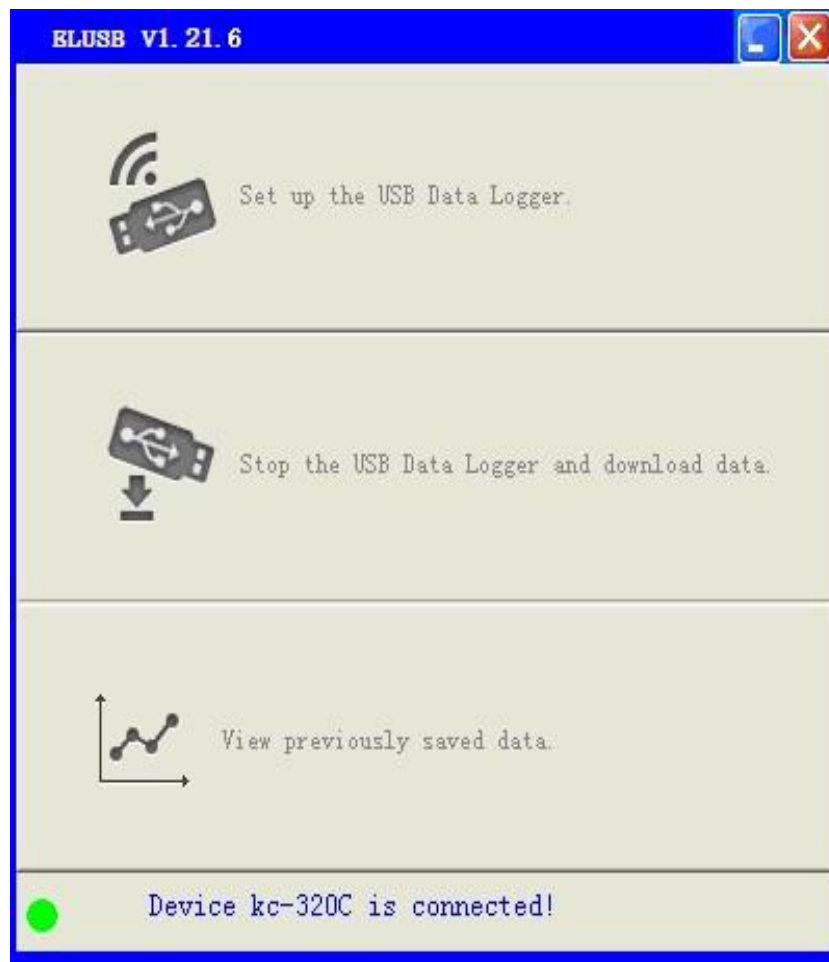 ELUSB V1.21.6
Set up the USB Data Logger.
Stop the USB Data Logger and download data.
View previously saved data.
Device kc-320C is connected!